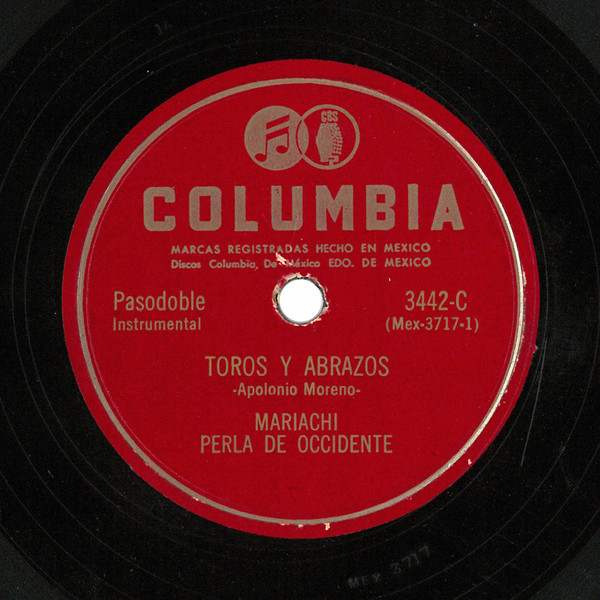 CBS
COLUMBIA
MARCAS REGISTRADAS HECHO EN MEXICO
Discos Columbia, De México EDO. DE MEXICO
Pasodoble
Instrumental
3442-C
(Mex-3717-1)
TOROS Y ABRAZOS
-Apolonio Moreno-
MARIACHI
PERLA DE OCCIDENTE
MEX 3717